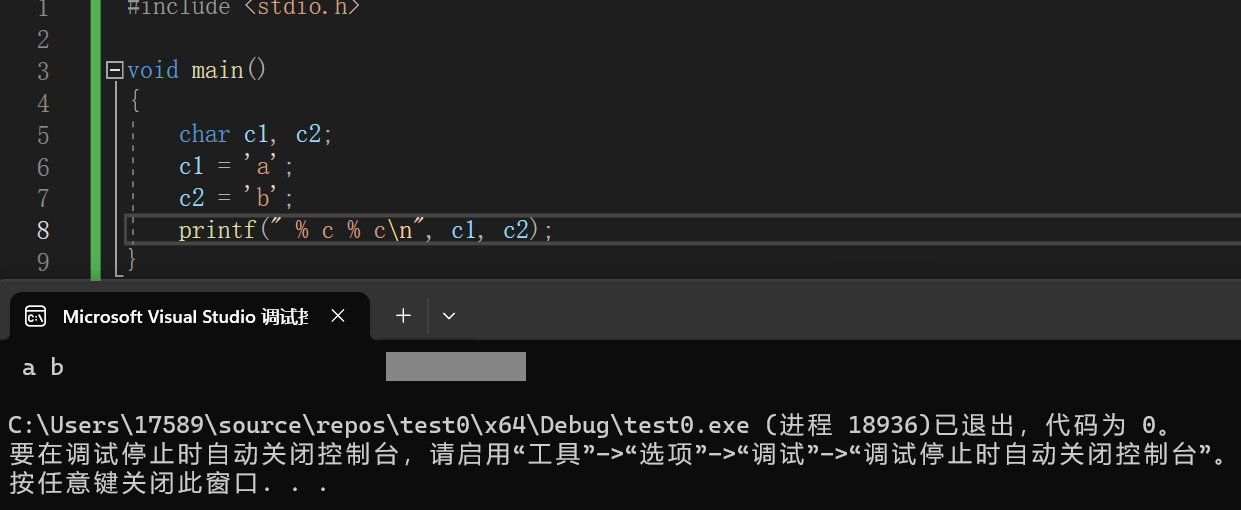 1 #include <stdio.h>
2
3 void main()
4 {
5 char c1, c2;
6 c1 = 'a';
7 c2 = 'b';
8 printf(" % c % c\n", c1, c2);
9 }
Microsoft Visual Studio 调试
a b
C:\Users\17589\source\repos\test0\x64\Debug\test0.exe (进程 18936)已退出，代码为 0。
要在调试停止时自动关闭控制台，请启用“工具”->“选项”->“调试”->“调试停止时自动关闭控制台”。
按任意键关闭此窗口. . .